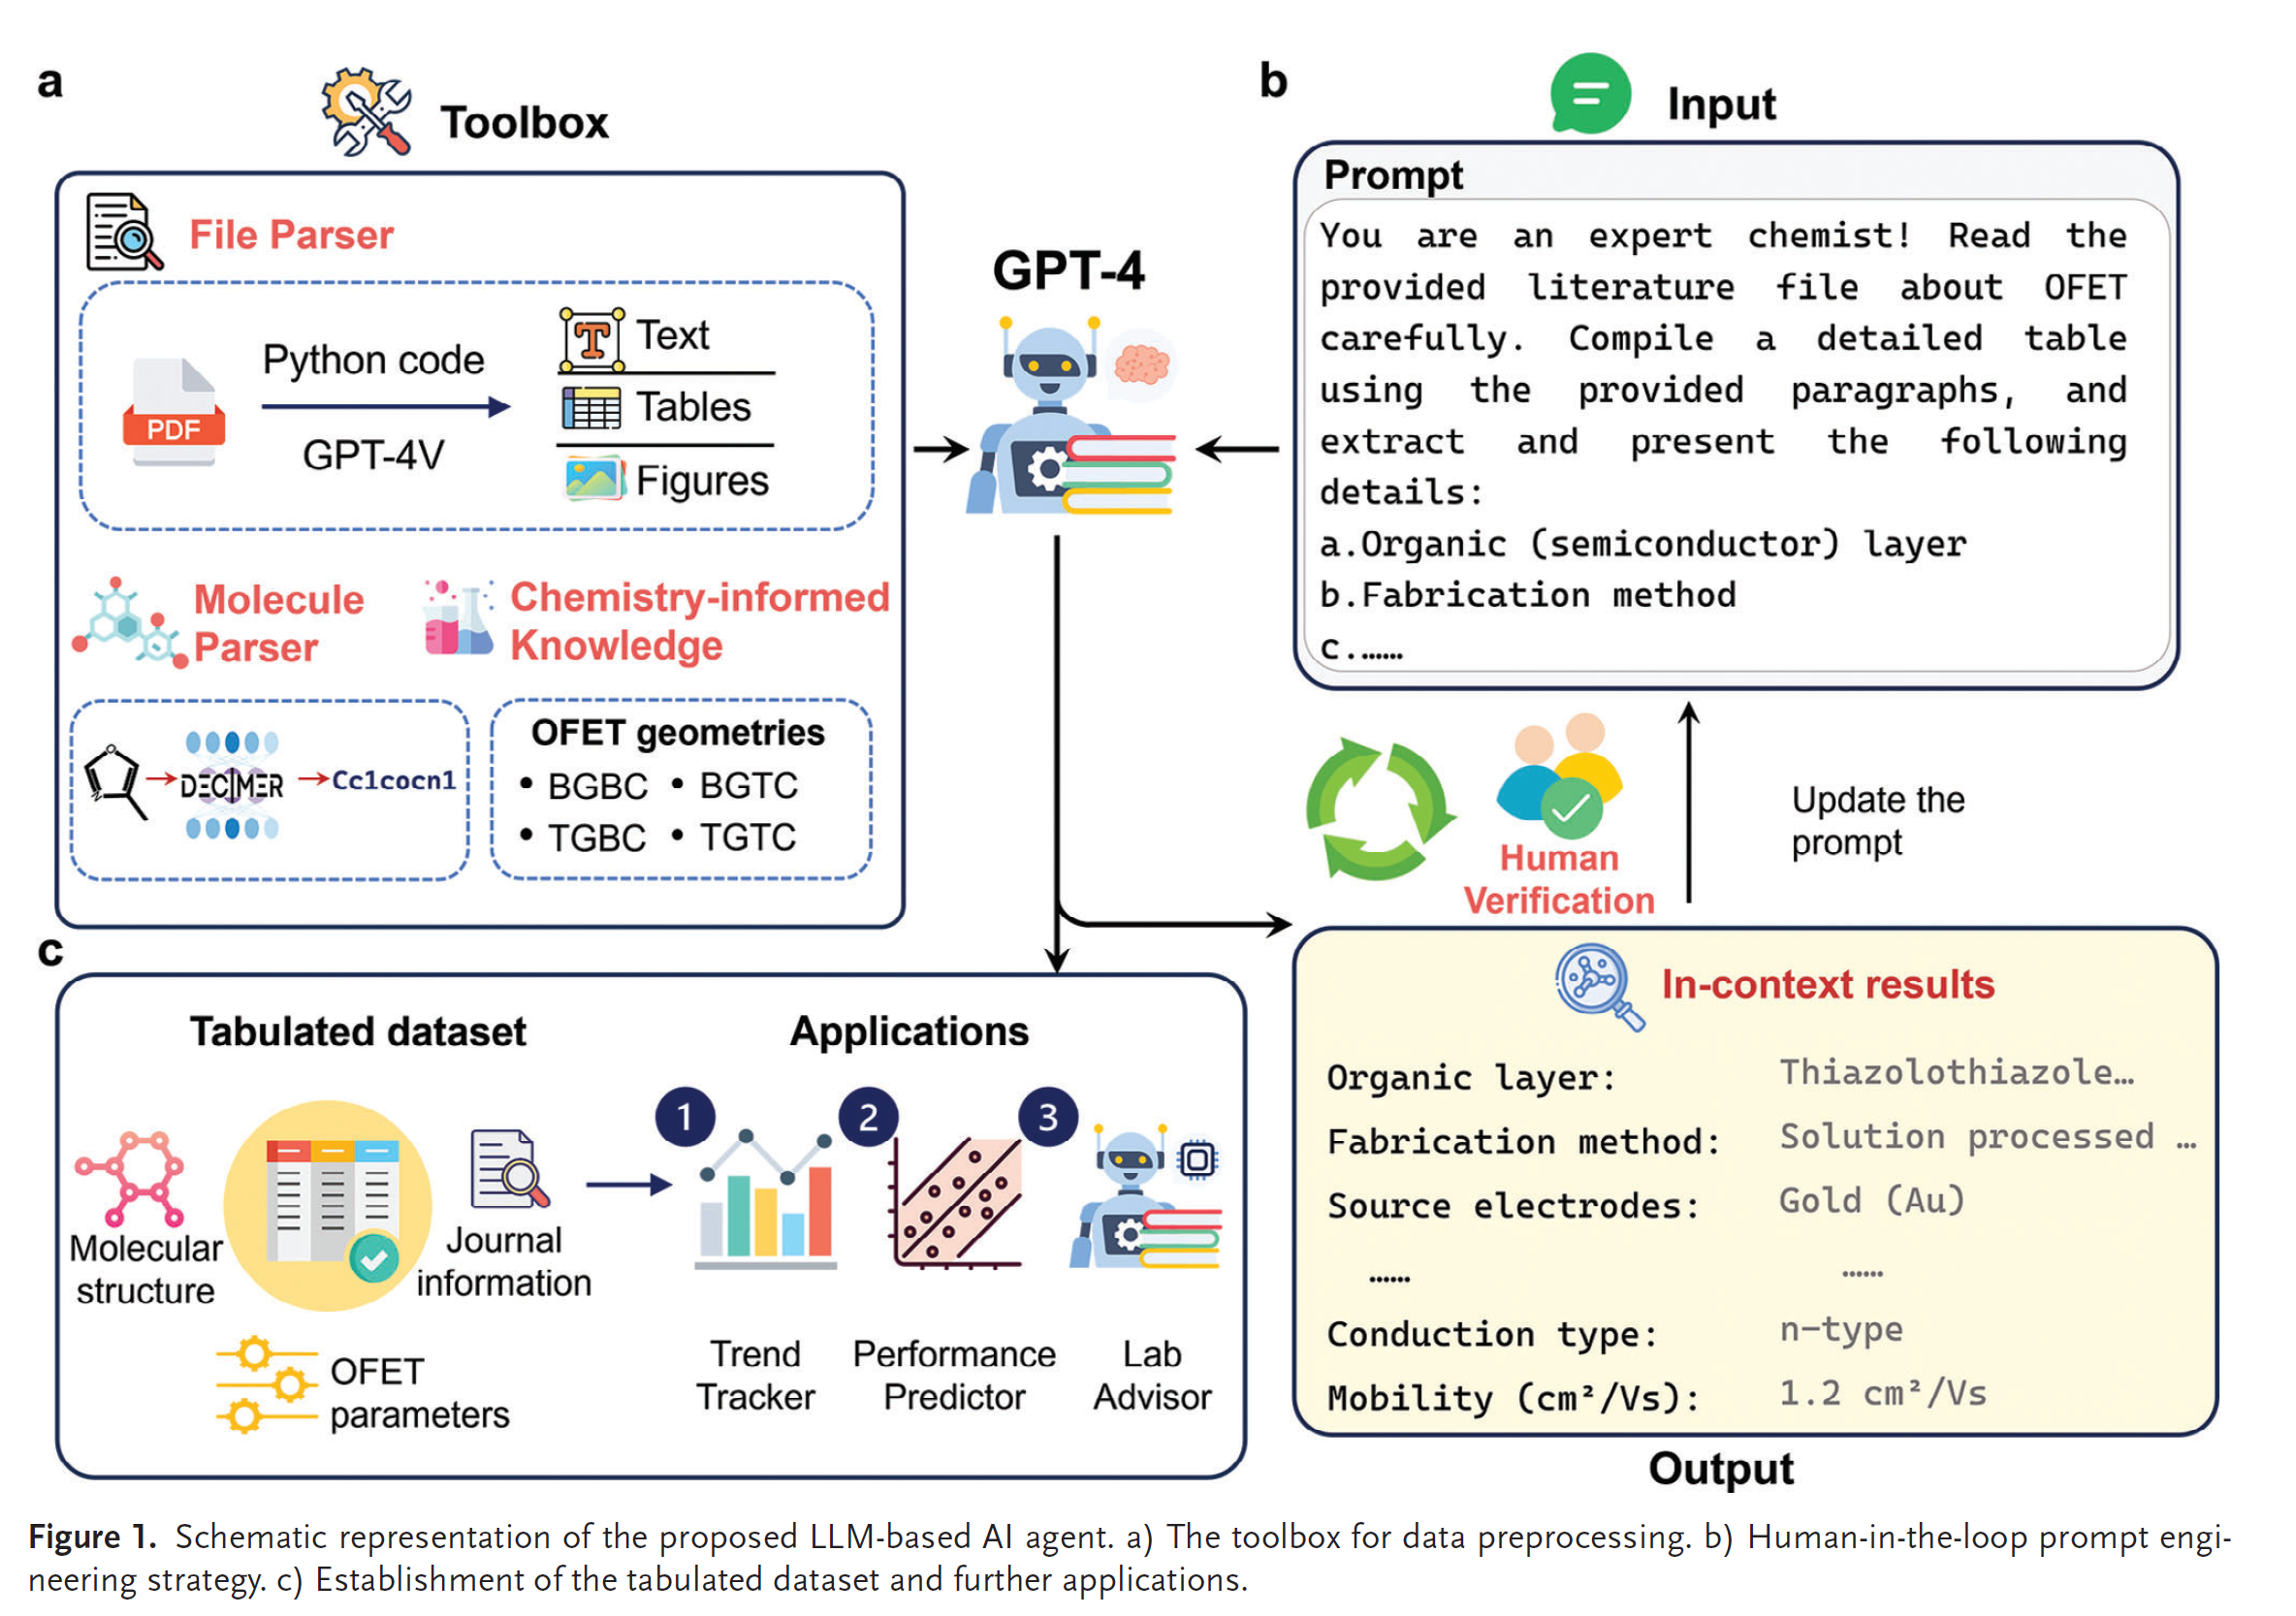 a
Toolbox
File Parser
PDF
Python code
GPT-4V
Text
Tables
Figures
Molecule
Parser
Chemistry-informed
Knowledge
O
N
DECIMER
Cc1cocn1
OFET geometries
• BGBC • BGTC
• TGBC • TGTC
GPT-4
b
Input
Prompt
You are an expert chemist! Read the
provided literature file about OFET
carefully. Compile a detailed table
using the provided paragraphs, and
extract and present the following
details:
a.Organic (semiconductor) layer
b.Fabrication method
c.……
Human
Verification
Update the
prompt
In-context results
Organic layer: Thiazolothiazole…
Fabrication method: Solution processed …
Source electrodes: Gold (Au)
…… ……
Conduction type: n-type
Mobility (cm²/Vs): 1.2 cm²/Vs
Output
c
Tabulated dataset
Molecular
structure
Journal
information
OFET
parameters
Applications
1
2
3
Trend
Tracker
Performance
Predictor
Lab
Advisor
Figure 1. Schematic representation of the proposed LLM-based AI agent. a) The toolbox for data preprocessing. b) Human-in-the-loop prompt engi-
neering strategy. c) Establishment of the tabulated dataset and further applications.